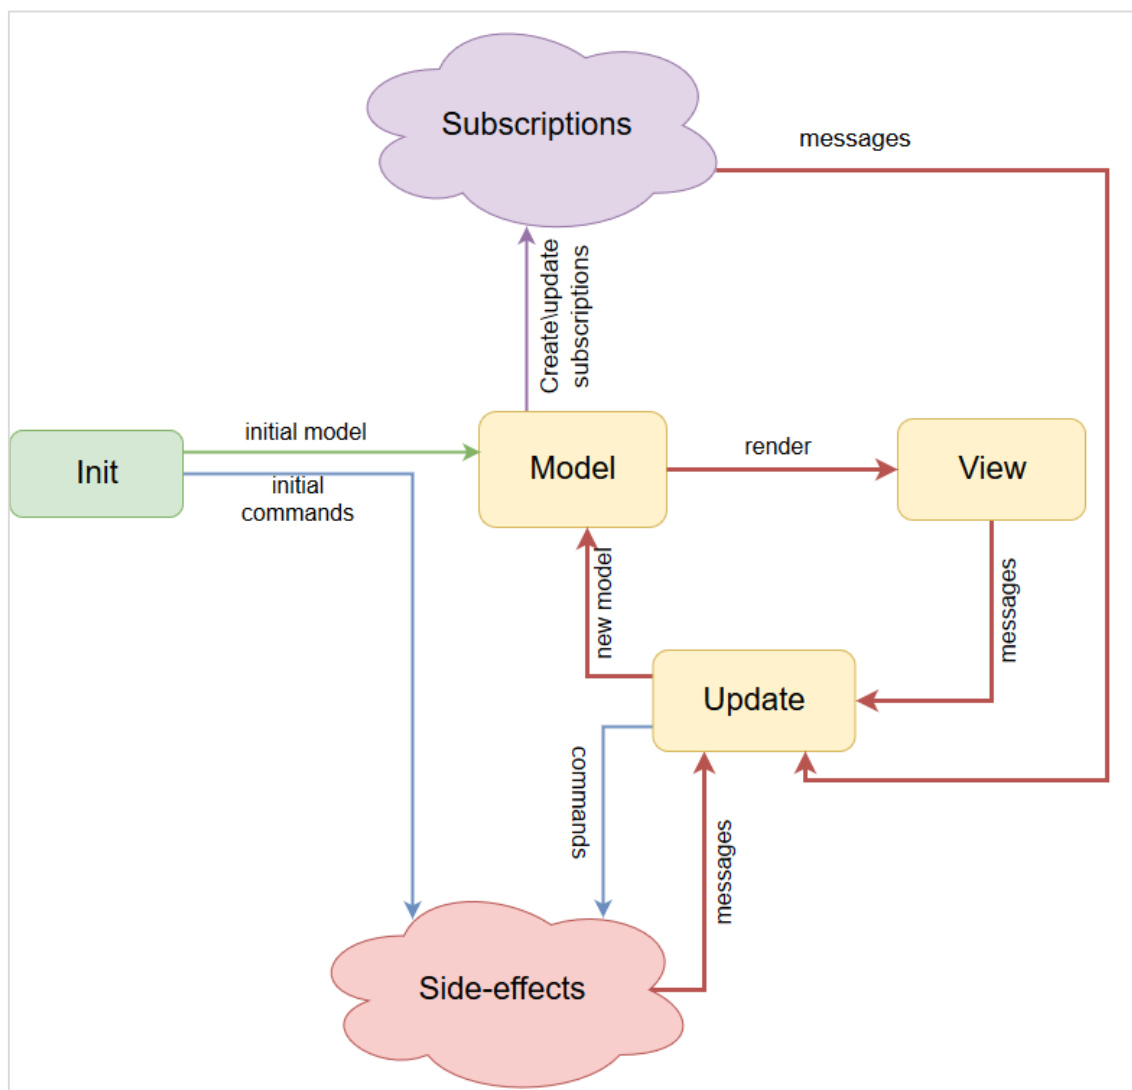 Subscriptions
messages
Create\update
subscriptions
Init
initial model
initial
commands
Model
render
View
new model
messages
Update
commands
messages
Side-effects